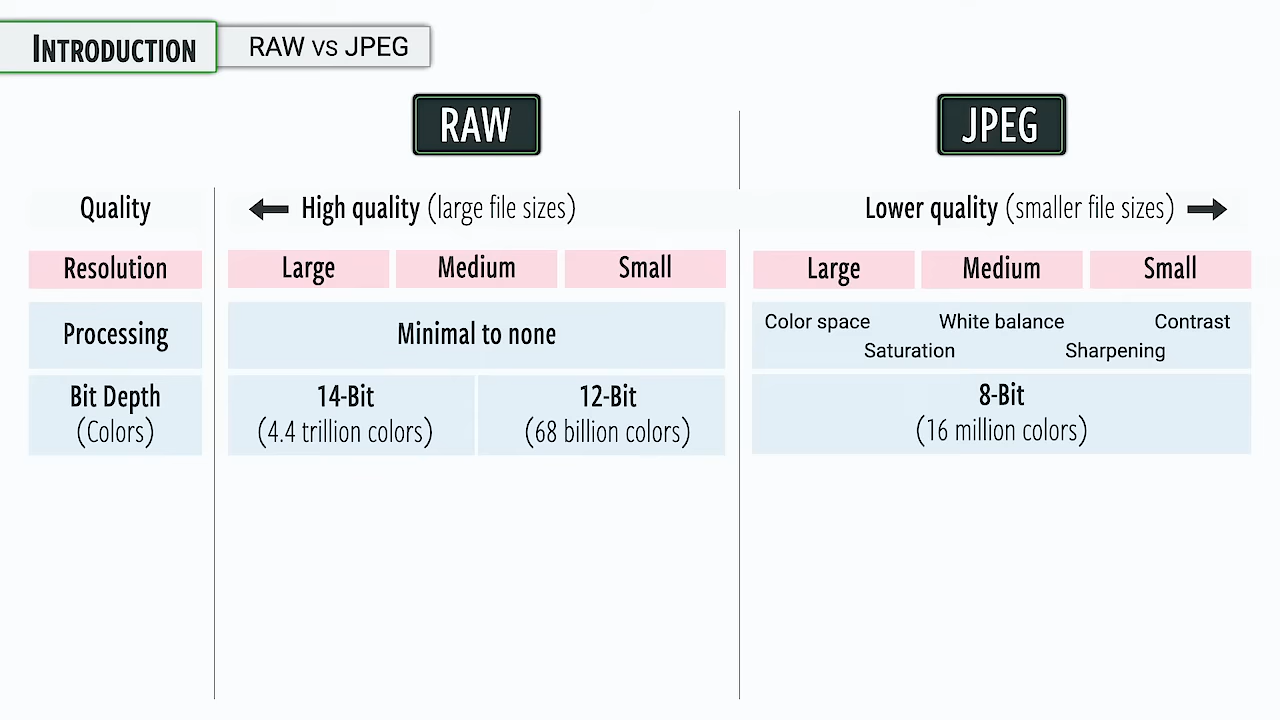 INTRODUCTION
RAW vs JPEG
RAW
JPEG
Quality
High quality (large file sizes)
Lower quality (smaller file sizes)
Resolution
Large
Medium
Small
Large
Medium
Small
Processing
Minimal to none
Color space
White balance
Contrast
Saturation
Sharpening
Bit Depth
(Colors)
14-Bit
(4.4 trillion colors)
12-Bit
(68 billion colors)
8-Bit
(16 million colors)